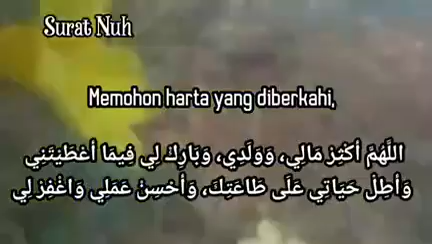 Surat Nuh
Memohon harta yang diberkahi,
اللَّهُمَّ أَكْثِرْ مَالِي، وَوَلَدِي، وَبَارِكْ لِي فِيمَا أَعْطَيْتَنِي
وَأَطِلْ حَيَاتِي عَلَى طَاعَتِكَ، وَأَحْسِنْ عَمَلِي وَاغْفِرْ لِي